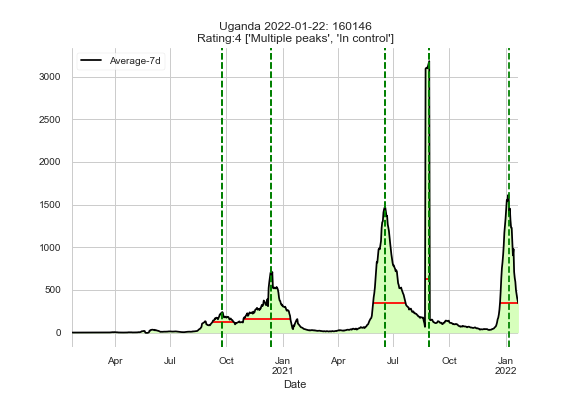 Uganda 2022-01-22: 160146
Rating:4 ['Multiple peaks', 'In control']
Average-7d
3000
2500
2000
1500
1000
500
0
Apr Jul Oct Jan Apr Jul Oct Jan
2021 2022
Date